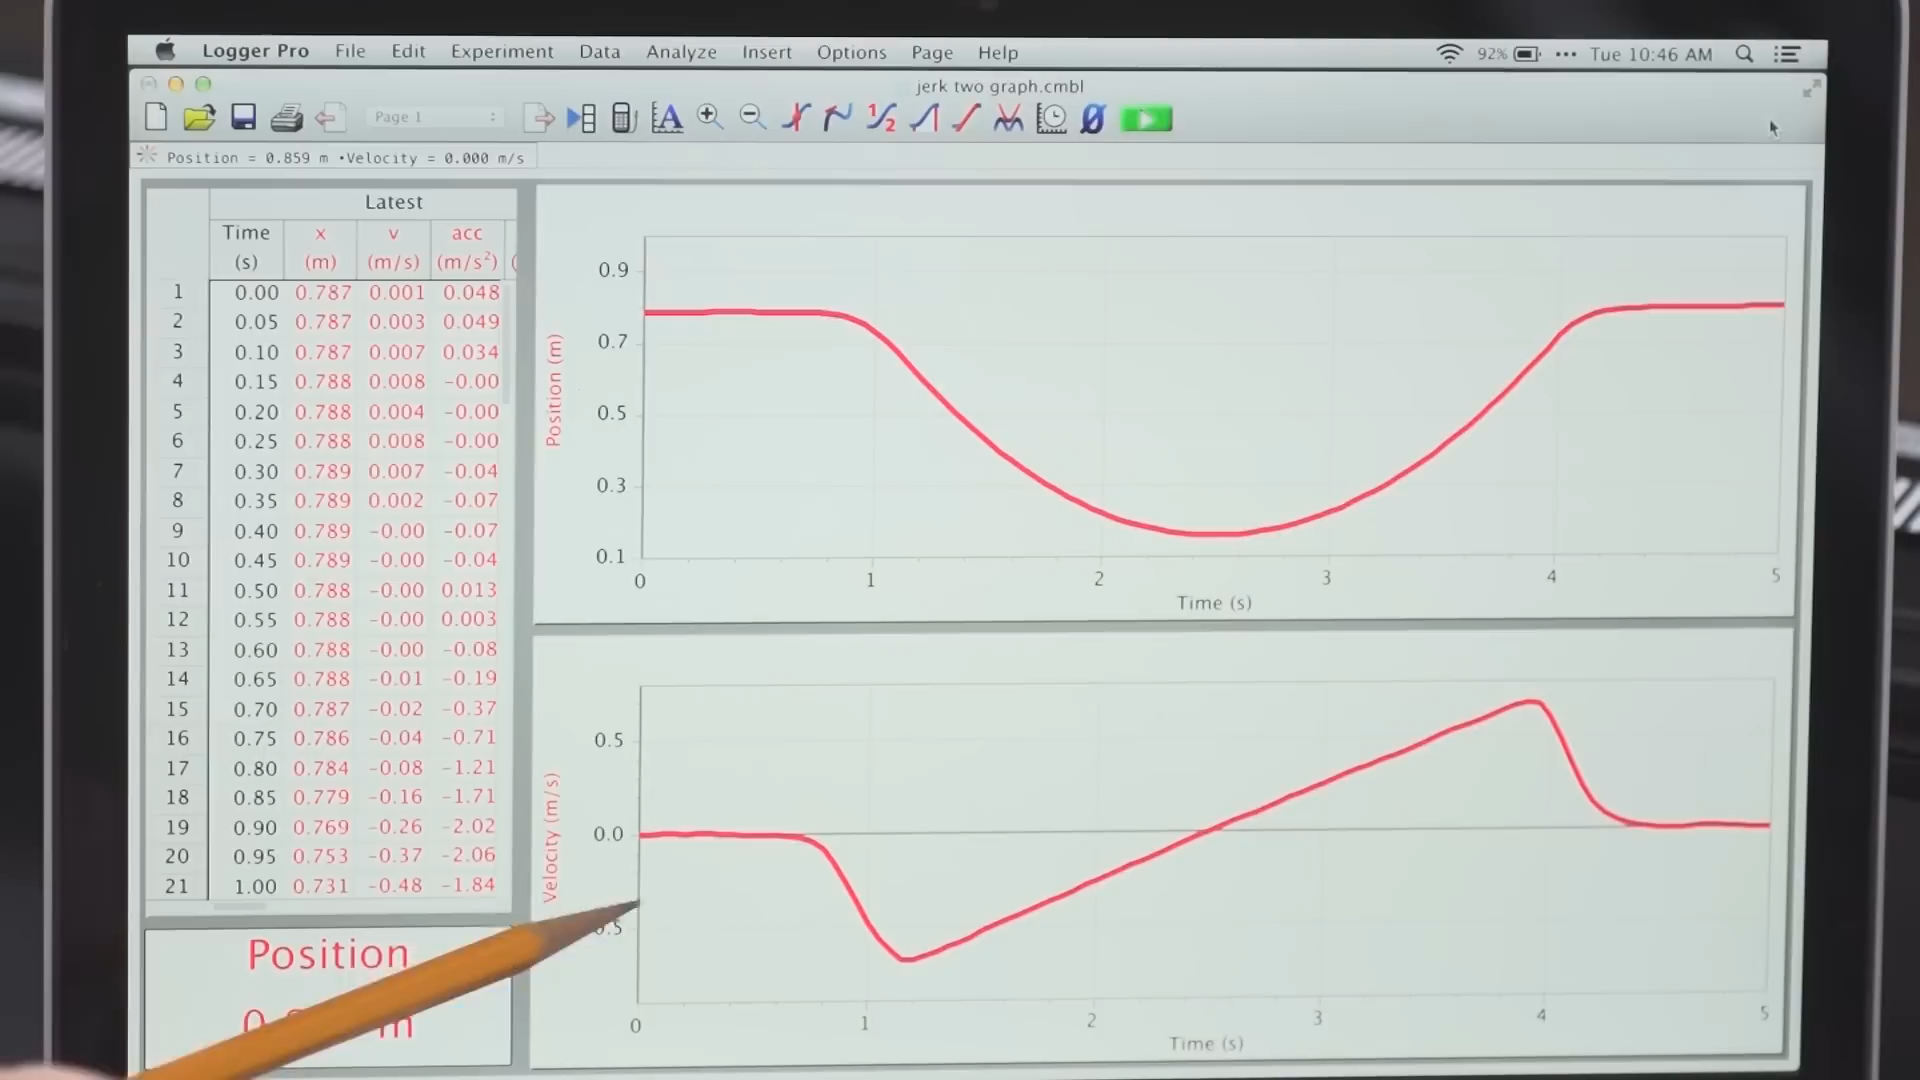 Logger Pro File Edit Experiment Data Analyze Insert Options Page Help 92% Tue 10:46 AM
jerk two graph.cmbl
Page 1
Position = 0.859 m •Velocity = 0.000 m/s
Latest
Time x v acc
(s) (m) (m/s) (m/s²) (
1 0.00 0.787 0.001 0.048
2 0.05 0.787 0.003 0.049
3 0.10 0.787 0.007 0.034
4 0.15 0.788 0.008 -0.00
5 0.20 0.788 0.004 -0.00
6 0.25 0.788 0.008 -0.00
7 0.30 0.789 0.007 -0.04
8 0.35 0.789 0.002 -0.07
9 0.40 0.789 -0.00 -0.07
10 0.45 0.789 -0.00 -0.04
11 0.50 0.788 -0.00 0.013
12 0.55 0.788 -0.00 0.003
13 0.60 0.788 -0.00 -0.08
14 0.65 0.788 -0.01 -0.19
15 0.70 0.787 -0.02 -0.37
16 0.75 0.786 -0.04 -0.71
17 0.80 0.784 -0.08 -1.21
18 0.85 0.779 -0.16 -1.71
19 0.90 0.769 -0.26 -2.02
20 0.95 0.753 -0.37 -2.06
21 1.00 0.731 -0.48 -1.84
Position
m
Position (m)
0.9
0.7
0.5
0.3
0.1
0 1 2 3 4 5
Time (s)
Velocity (m/s)
0.5
0.0
0 1 2 3 4 5
Time (s)